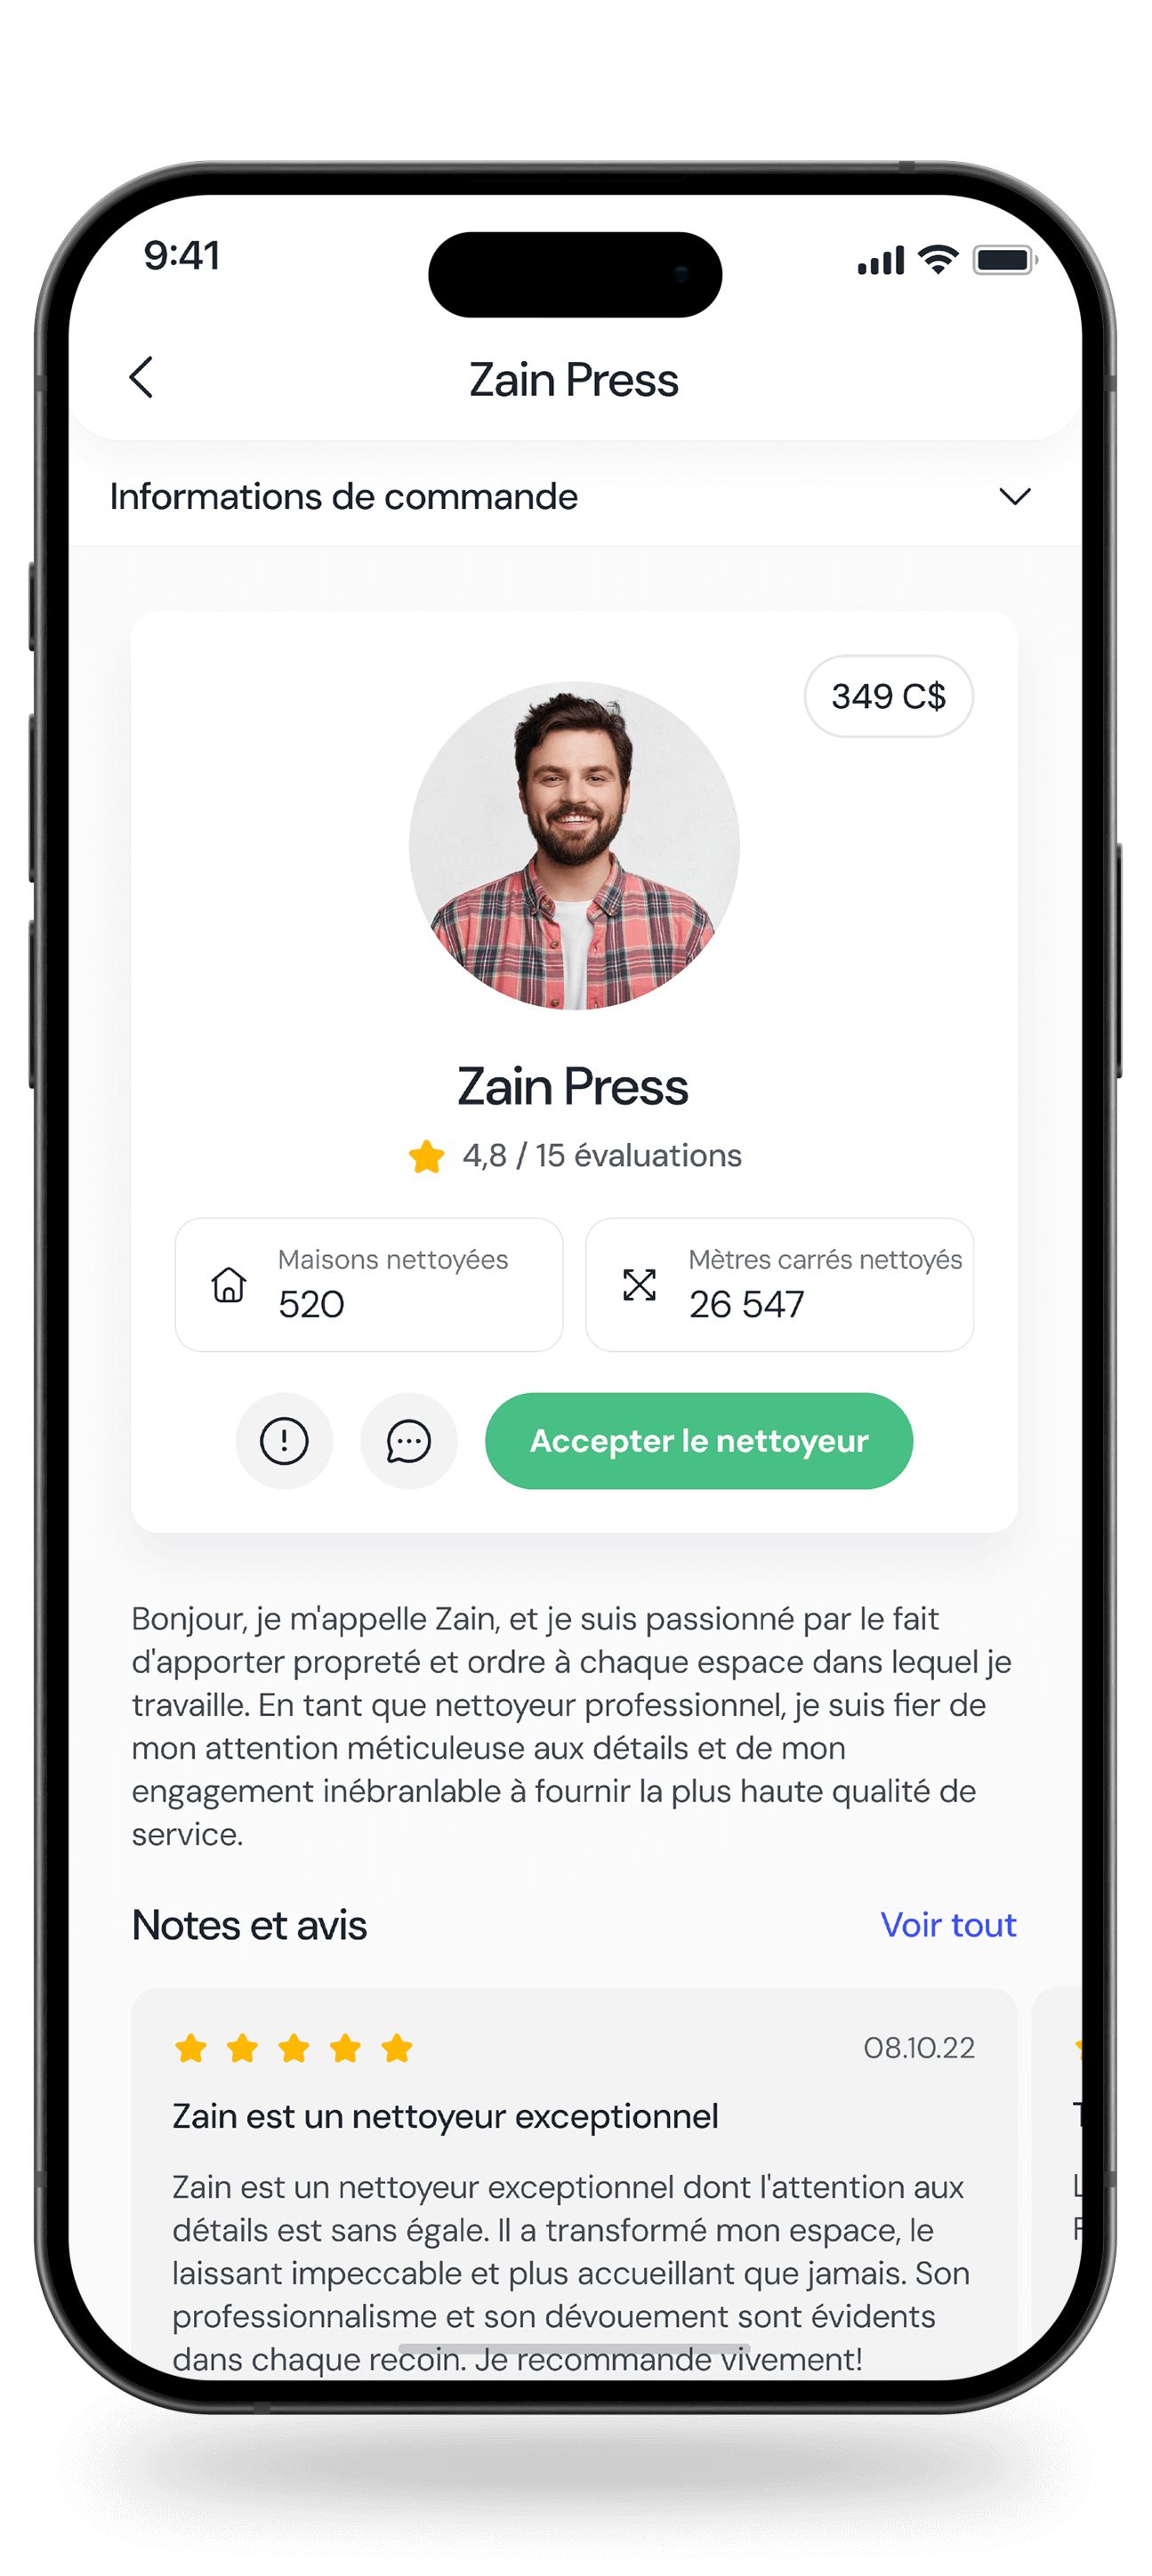 9:41
Zain Press
Informations de commande
349 C$
Zain Press
4,8 / 15 évaluations
Maisons nettoyées
520
Mètres carrés nettoyés
26 547
Accepter le nettoyeur
Bonjour, je m'appelle Zain, et je suis passionné par le fait
d'apporter propreté et ordre à chaque espace dans lequel je
travaille. En tant que nettoyeur professionnel, je suis fier de
mon attention méticuleuse aux détails et de mon
engagement inébranlable à fournir la plus haute qualité de
service.
Notes et avis
Voir tout
08.10.22
Zain est un nettoyeur exceptionnel
Zain est un nettoyeur exceptionnel dont l'attention aux
détails est sans égale. Il a transformé mon espace, le
laissant impeccable et plus accueillant que jamais. Son
professionnalisme et son dévouement sont évidents
dans chaque recoin. Je recommande vivement!